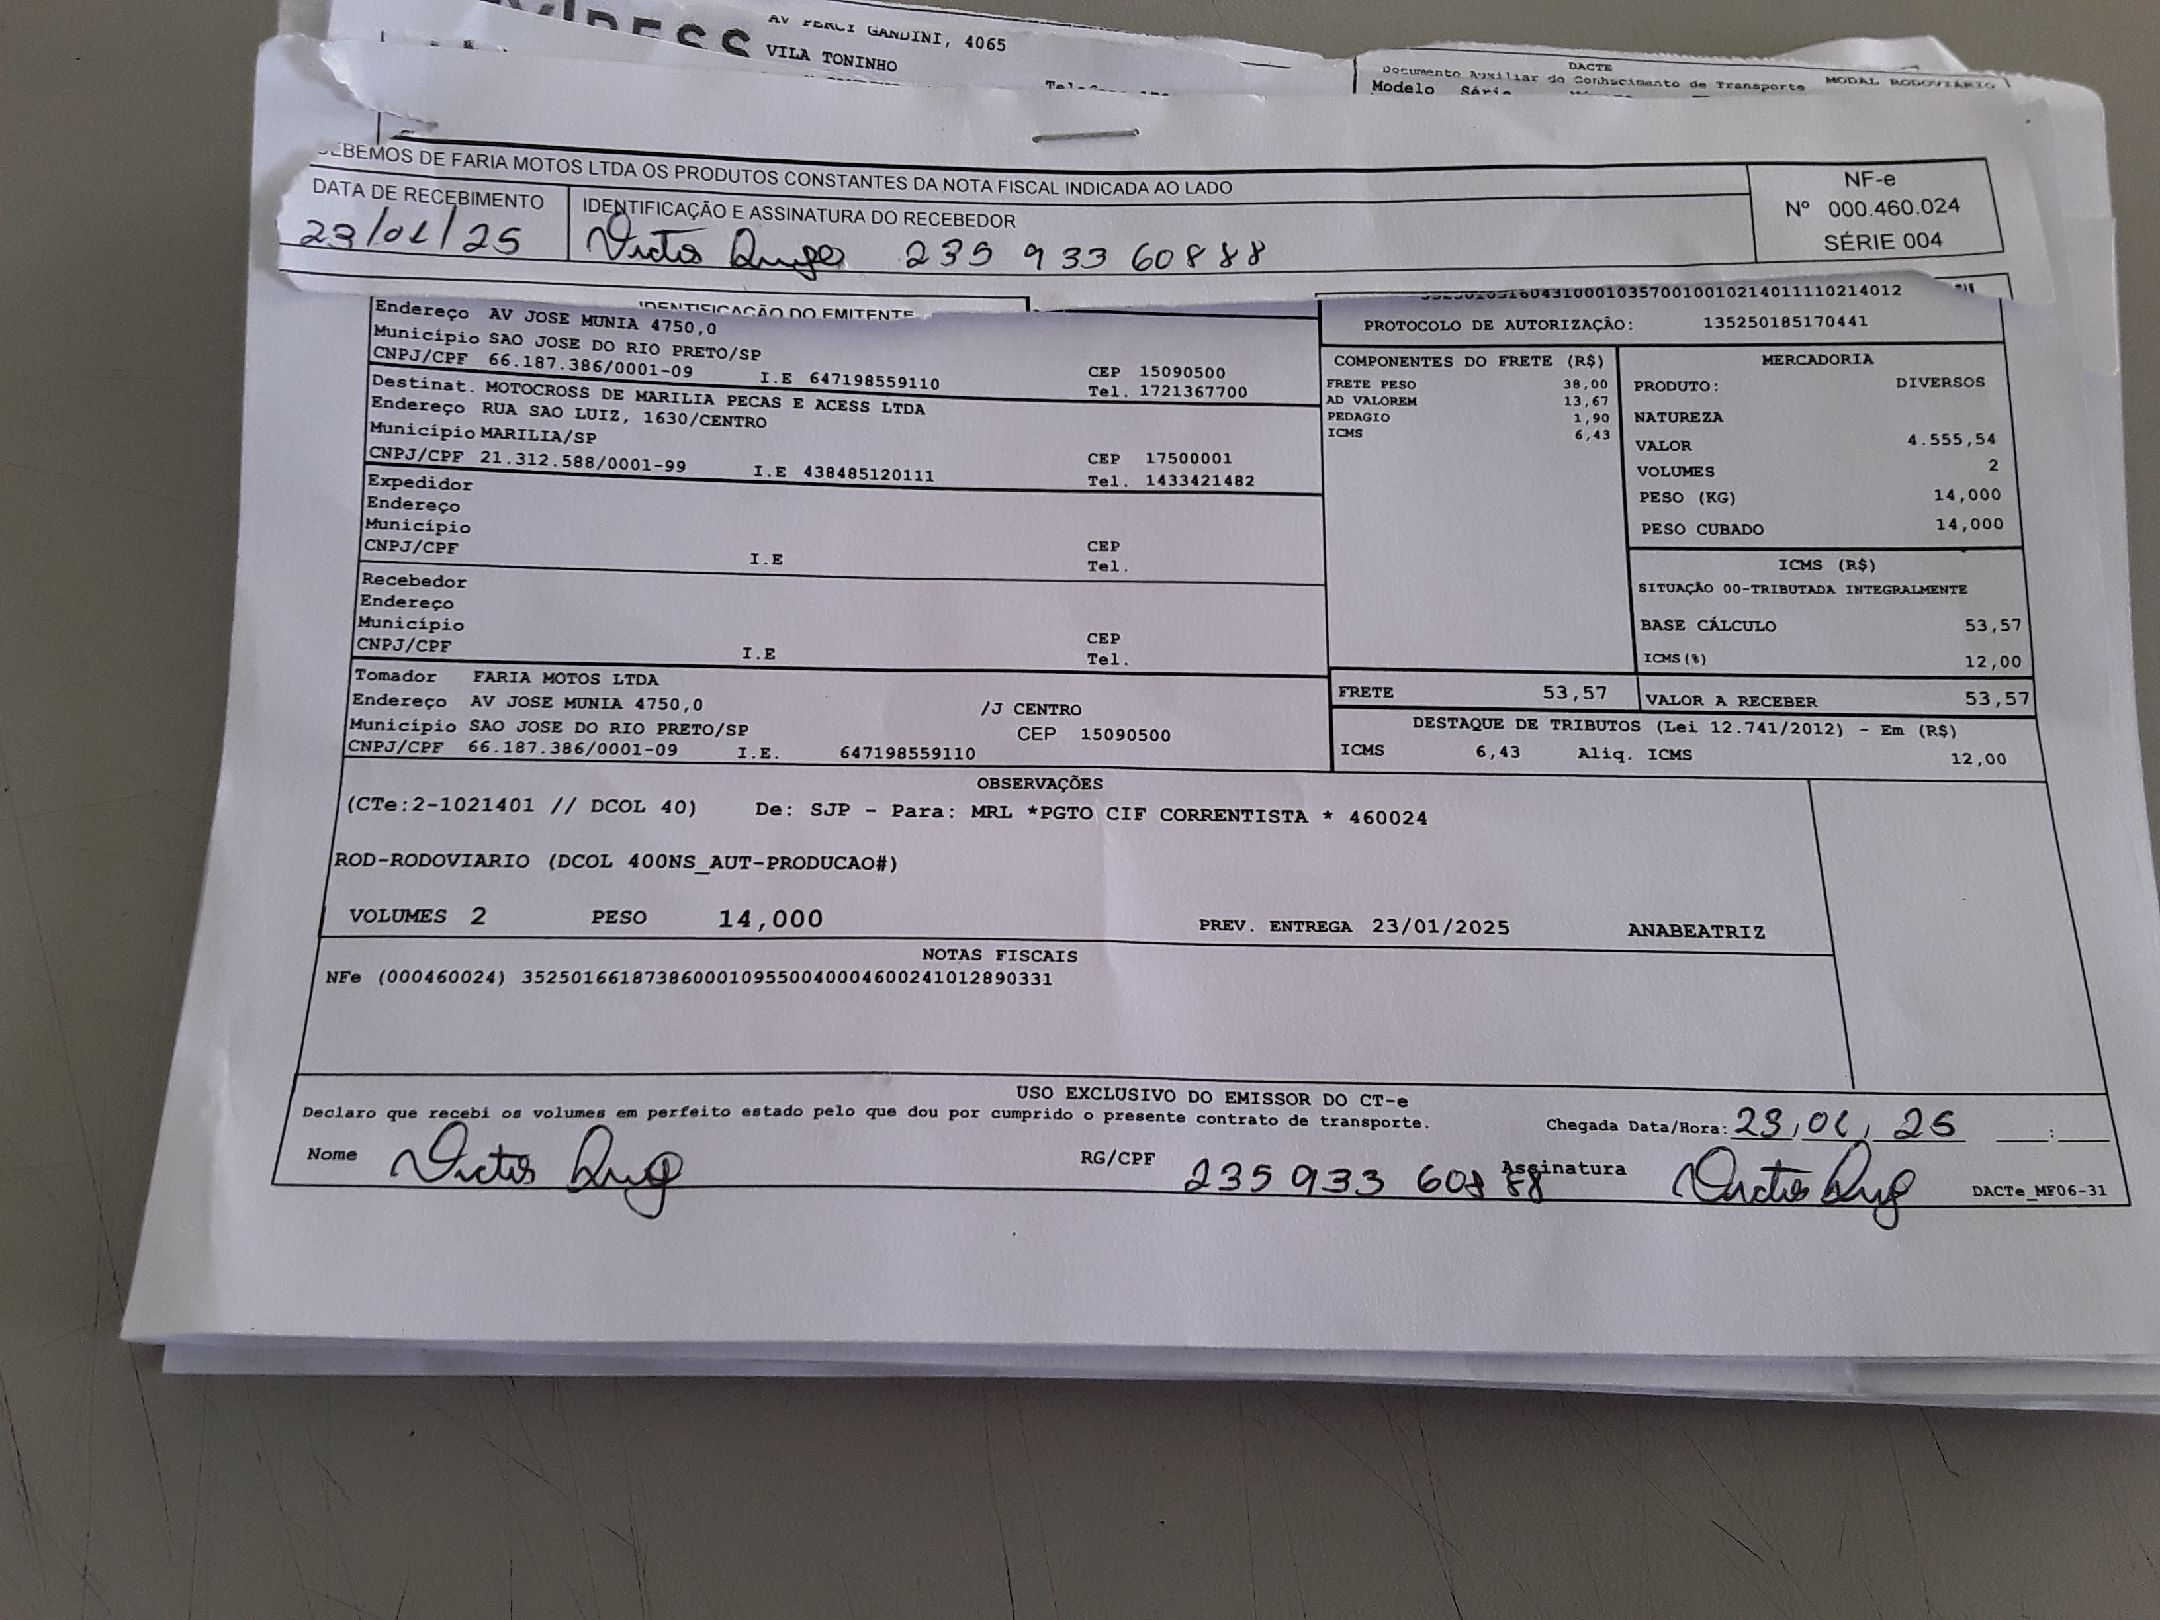 AV PERCI GANDINI, 4065
VILA TONINHO
DACTE
Documento Auxiliar do Conhecimento de Transporte
MODAL RODOVIÁRIO
Modelo Série
EBEMOS DE FARIA MOTOS LTDA OS PRODUTOS CONSTANTES DA NOTA FISCAL INDICADA AO LADO
DATA DE RECEBIMENTO
IDENTIFICAÇÃO E ASSINATURA DO RECEBEDOR
NF-e
Nº 000.460.024
SÉRIE 004
23/01/25
Victor 235 933 60888
IDENTIFICAÇÃO DO EMITENTE
Endereço AV JOSE MUNIA 4750,0
Município SAO JOSE DO RIO PRETO/SP
CNPJ/CPF 66.187.386/0001-09 I.E 647198559110
CEP 15090500
Tel. 1721367700
Destinat. MOTOCROSS DE MARILIA PECAS E ACESS LTDA
Endereço RUA SAO LUIZ, 1630/CENTRO
Município MARILIA/SP
CNPJ/CPF 21.312.588/0001-99 I.E 438485120111
CEP 17500001
Tel. 1433421482
Expedidor
Endereço
Município
CNPJ/CPF I.E
CEP
Tel.
Recebedor
Endereço
Município
CNPJ/CPF I.E
CEP
Tel.
Tomador FARIA MOTOS LTDA
Endereço AV JOSE MUNIA 4750,0 /J CENTRO
Município SAO JOSE DO RIO PRETO/SP CEP 15090500
CNPJ/CPF 66.187.386/0001-09 I.E. 647198559110
PROTOCOLO DE AUTORIZAÇÃO: 135250185170441
COMPONENTES DO FRETE (R$)
FRETE PESO 38,00
AD VALOREM 13,67
PEDAGIO 1,90
ICMS 6,43
MERCADORIA
PRODUTO: DIVERSOS
NATUREZA
VALOR 4.555,54
VOLUMES 2
PESO (KG) 14,000
PESO CUBADO 14,000
ICMS (R$)
SITUAÇÃO 00-TRIBUTADA INTEGRALMENTE
BASE CÁLCULO 53,57
ICMS(%) 12,00
FRETE 53,57
VALOR A RECEBER 53,57
DESTAQUE DE TRIBUTOS (Lei 12.741/2012) - Em (R$)
ICMS 6,43 Aliq. ICMS 12,00
OBSERVAÇÕES
(CTe:2-1021401 // DCOL 40) De: SJP - Para: MRL *PGTO CIF CORRENTISTA * 460024
ROD-RODOVIARIO (DCOL 400NS_AUT-PRODUCAO#)
VOLUMES 2 PESO 14,000 PREV. ENTREGA 23/01/2025 ANABEATRIZ
NOTAS FISCAIS
NFe (000460024) 35250166187386000109550040004600241012890331
USO EXCLUSIVO DO EMISSOR DO CT-e
Declaro que recebi os volumes em perfeito estado pelo que dou por cumprido o presente contrato de transporte.
Chegada Data/Hora: 23/01/25 __:__
Nome Victor
RG/CPF 235 933 608 88
Assinatura Victor
DACTe_MF06-31